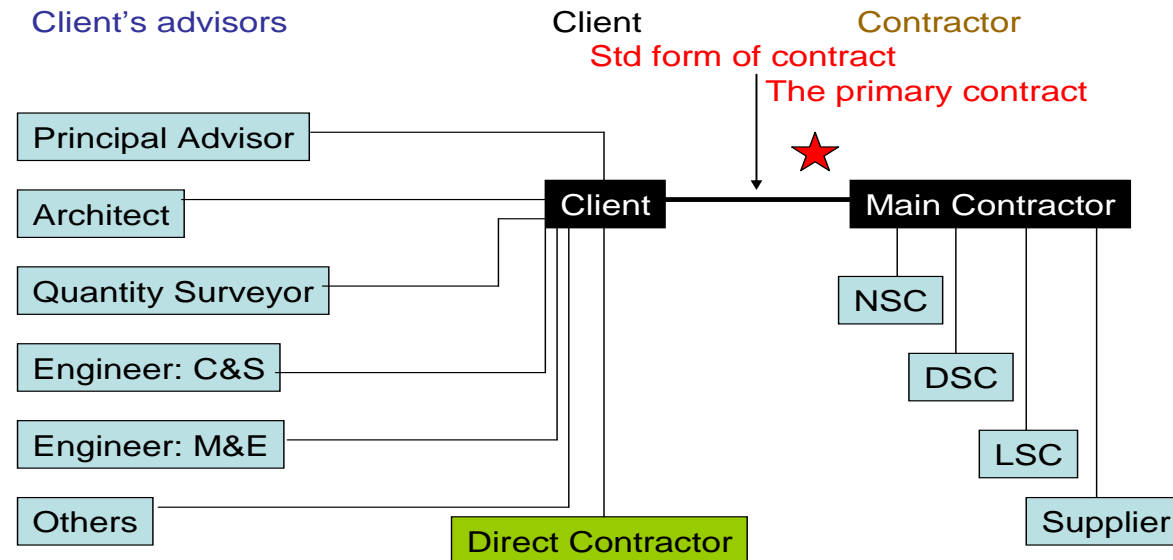 Client's advisors
Client
Contractor
Std form of contract
The primary contract
Principal Advisor
Architect
Client
Main Contractor
Quantity Surveyor
NSC
Engineer: C&S
DSC
Engineer: M&E
LSC
Others
Supplier
Direct Contractor